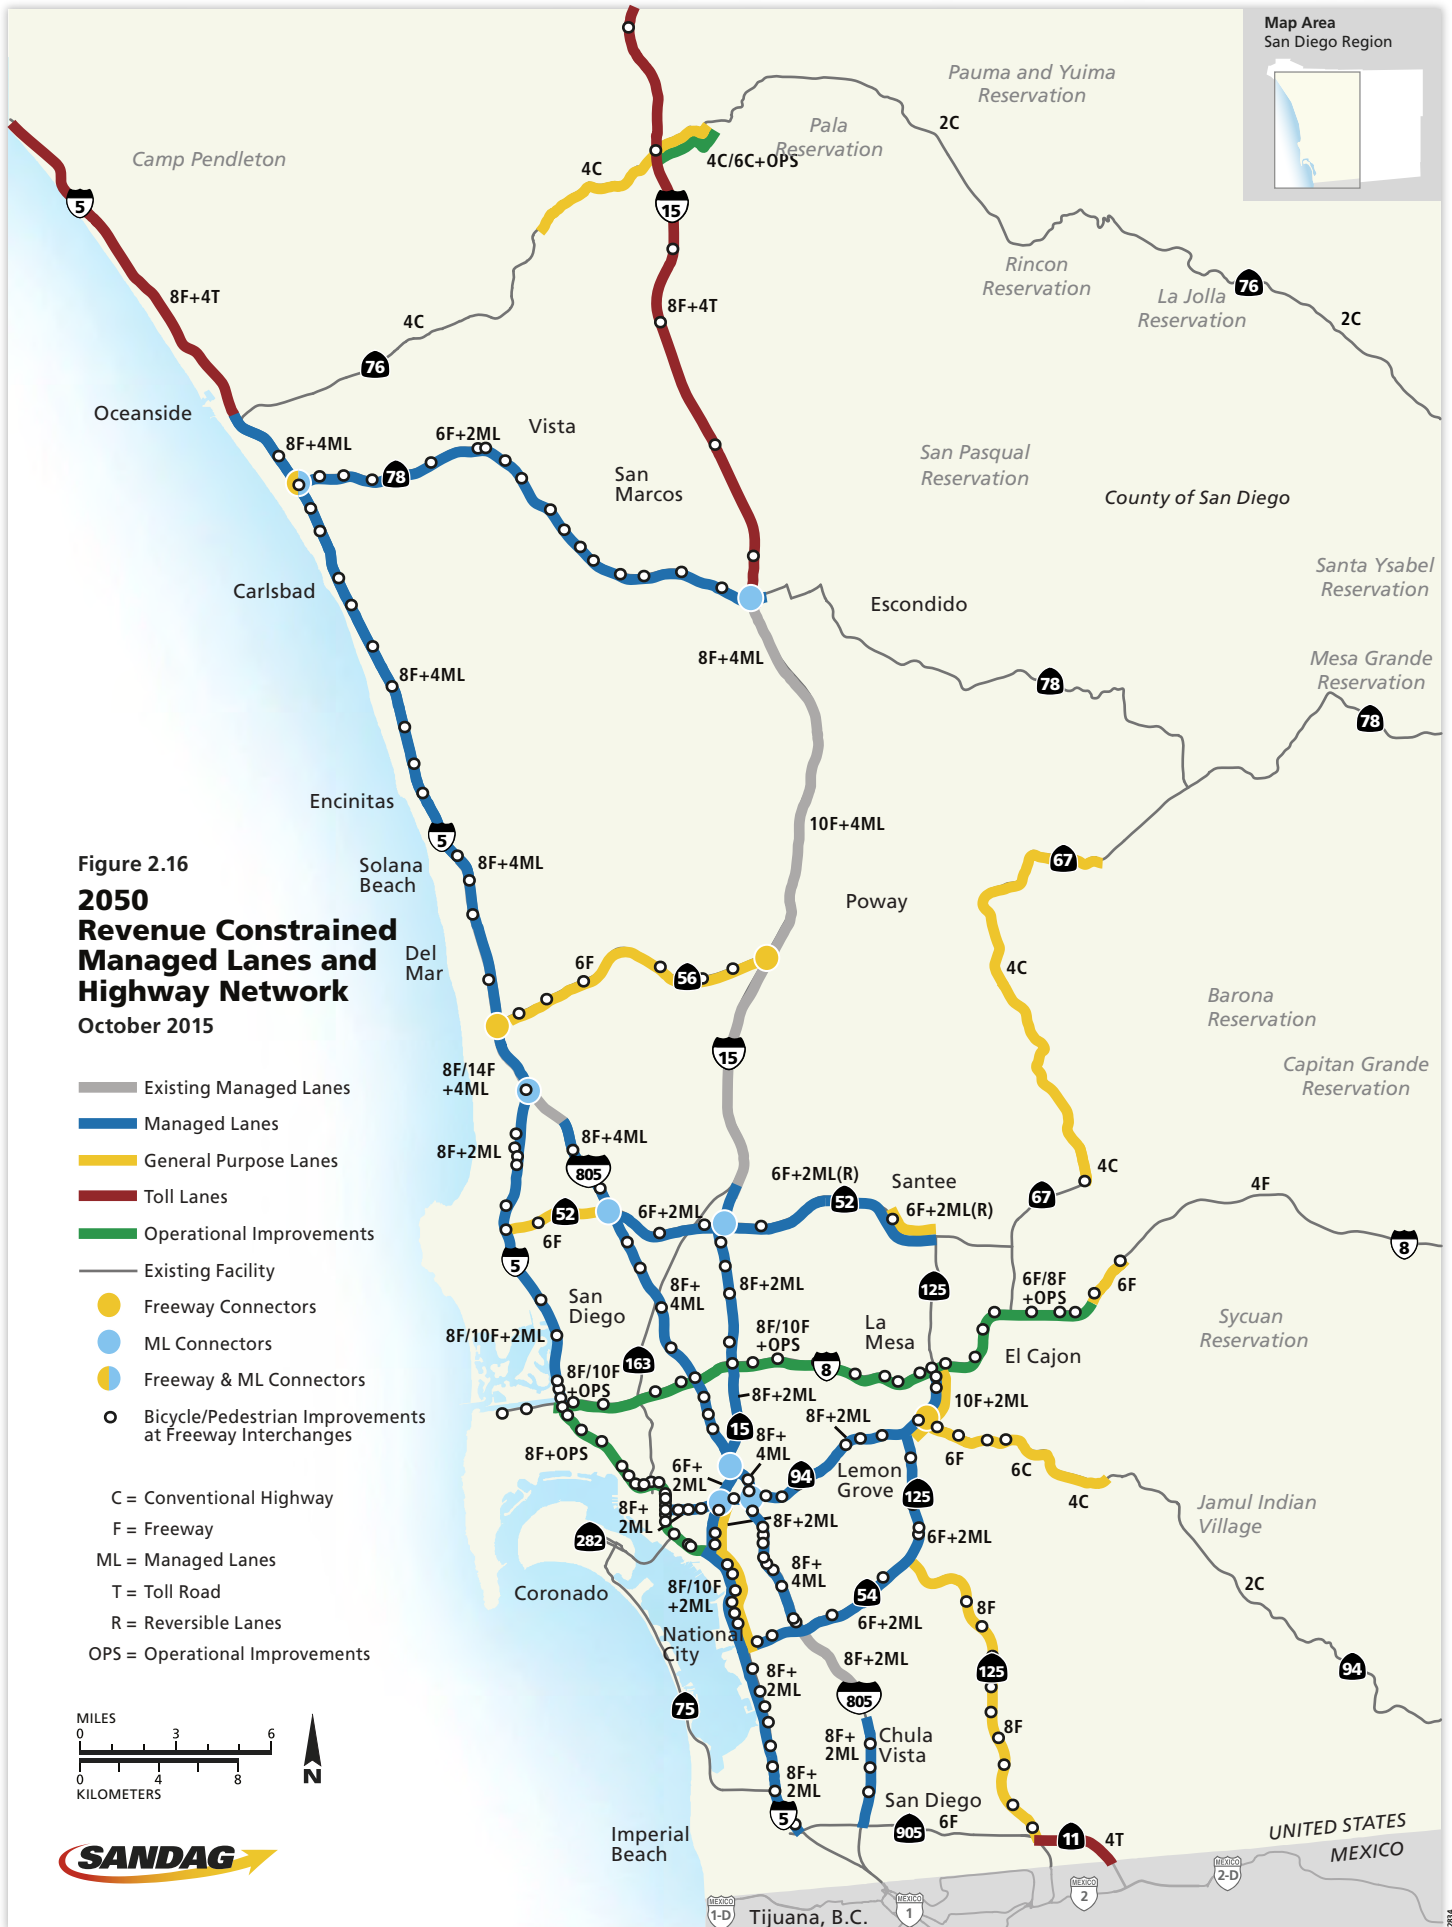 Map Area
San Diego Region
Pauma and Yuima
Reservation
2C
Pala
Reservation
Camp Pendleton
4C
4C/6C+OPS
5
15
Rincon
Reservation
La Jolla
Reservation
76
2C
8F+4T
8F+4T
4C
76
Oceanside
8F+4ML
6F+2ML
Vista
78
San
Marcos
San Pasqual
Reservation
County of San Diego
Santa Ysabel
Reservation
Carlsbad
Escondido
8F+4ML
8F+4ML
Mesa Grande
Reservation
78
78
Encinitas
10F+4ML
5
Solana
Beach
8F+4ML
67
Poway
Del
Mar
6F
56
4C
Barona
Reservation
Capitan Grande
Reservation
Figure 2.16
2050
Revenue Constrained
Managed Lanes and
Highway Network
October 2015
15
8F/14F
+4ML
8F+2ML
8F+4ML
805
Existing Managed Lanes
Managed Lanes
General Purpose Lanes
Toll Lanes
Operational Improvements
Existing Facility
Freeway Connectors
ML Connectors
Freeway & ML Connectors
Bicycle/Pedestrian Improvements
at Freeway Interchanges
C = Conventional Highway
F = Freeway
ML = Managed Lanes
T = Toll Road
R = Reversible Lanes
OPS = Operational Improvements
6F+2ML(R)
Santee
4C
67
4F
52
6F+2ML
52
6F+2ML(R)
6F
5
8
San
Diego
8F+
4ML
8F+2ML
125
6F/8F
+OPS
6F
8F/10F+2ML
8F/10F
+OPS
La
Mesa
Sycuan
Reservation
El Cajon
163
8
8F/10F
+OPS
8F+2ML
10F+2ML
15
8F+2ML
8F+
4ML
8F+OPS
6F+
2ML
94
Lemon
Grove
6F
6C
4C
125
Jamul Indian
Village
8F+
2ML
8F+2ML
6F+2ML
282
8F+
4ML
Coronado
8F/10F
+2ML
54
6F+2ML
8F
2C
National
City
8F+2ML
125
94
8F+
2ML
805
75
8F+
2ML
Chula
Vista
8F
8F+
2ML
San Diego
5
905
6F
11
4T
Imperial
Beach
UNITED STATES
MEXICO
MILES
0 3 6
0 4 8
KILOMETERS
N
SANDAG
MEXICO
1-D
Tijuana, B.C.
MEXICO
1
MEXICO
2
MEXICO
2-D